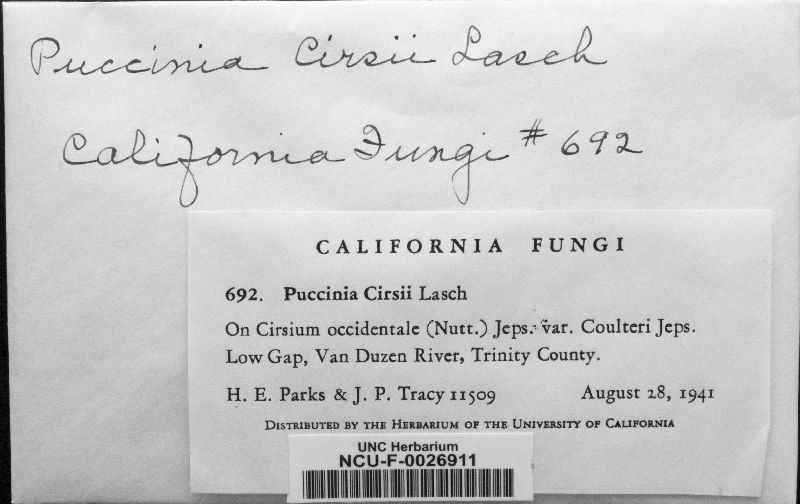 Puccinia Cirsii Lasch
California Fungi # 692
CALIFORNIA FUNGI
692. Puccinia Cirsii Lasch
On Cirsium occidentale (Nutt.) Jeps. var. Coulteri Jeps.
Low Gap, Van Duzen River, Trinity County.
H. E. Parks & J. P. Tracy 11509 August 28, 1941
DISTRIBUTED BY THE HERBARIUM OF THE UNIVERSITY OF CALIFORNIA
UNC Herbarium
NCU-F-0026911